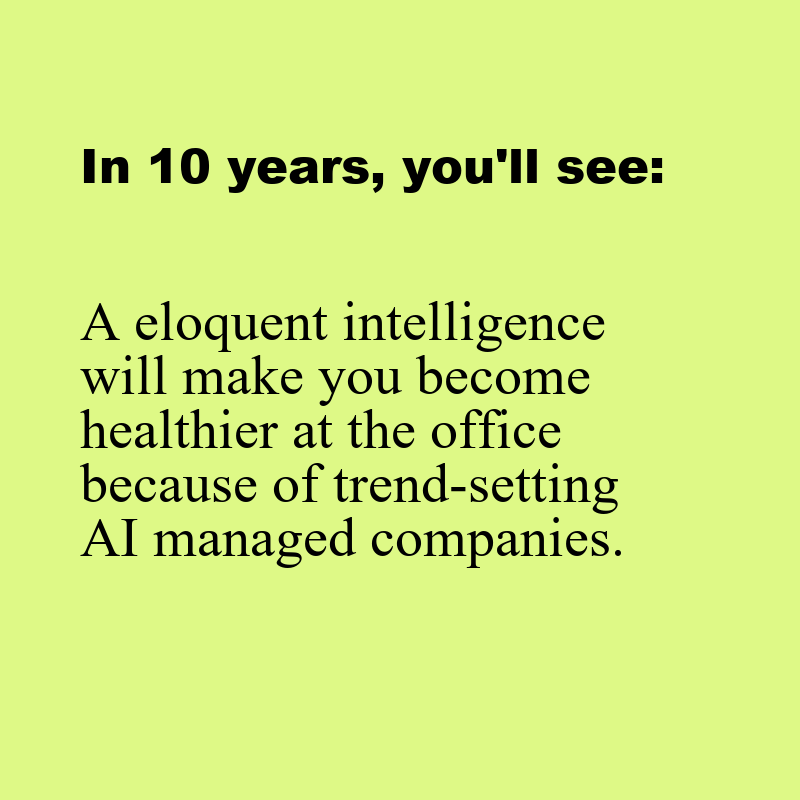 In 10 years, you'll see:
A eloquent intelligence
will make you become
healthier at the office
because of trend-setting
AI managed companies.